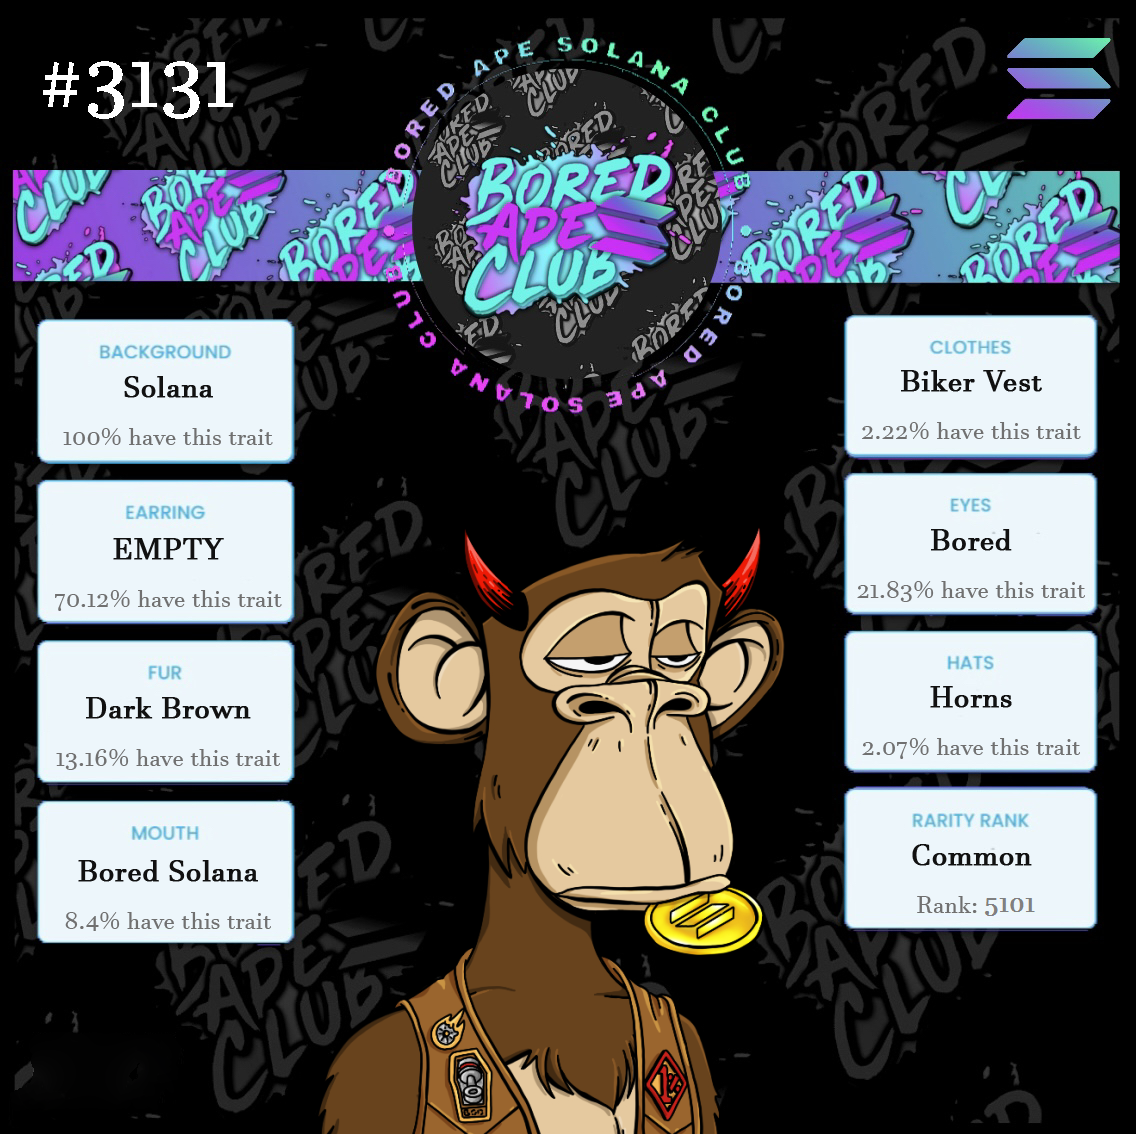 #3131
BORED APE SOLANA CLUB
BORED APE SOLANA CLUB
BORED
APE
CLUB
BACKGROUND
Solana
100% have this trait
EARRING
EMPTY
70.12% have this trait
FUR
Dark Brown
13.16% have this trait
MOUTH
Bored Solana
8.4% have this trait
CLOTHES
Biker Vest
2.22% have this trait
EYES
Bored
21.83% have this trait
HATS
Horns
2.07% have this trait
RARITY RANK
Common
Rank: 5101